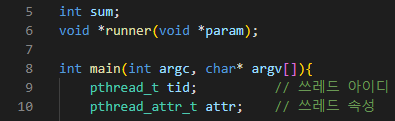 5 int sum;
6 void *runner(void *param);
7
8 int main(int argc, char* argv[]){
9 pthread_t tid; // 쓰레드 아이디
10 pthread_attr_t attr; // 쓰레드 속성